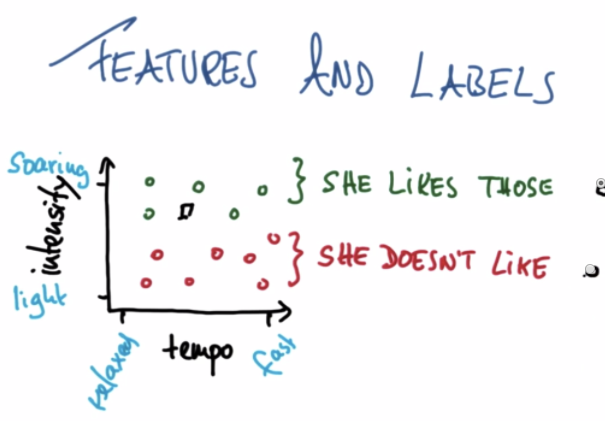 FEATURES AND LABELS
Soaring
intensity
light
SHE LIKES THOSE
SHE DOESN'T LIKE
relaxed
tempo
fast